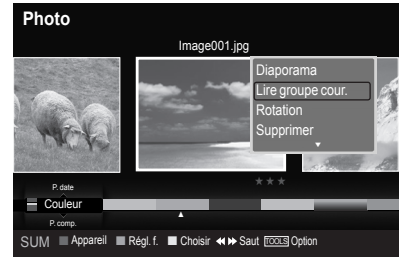 Photo
Image001.jpg
Diaporama
Lire groupe cour.
Rotation
Supprimer
P. date
Couleur
P.comp.
SUM Appareil Régl. f. Choisir Saut TOOLS Option